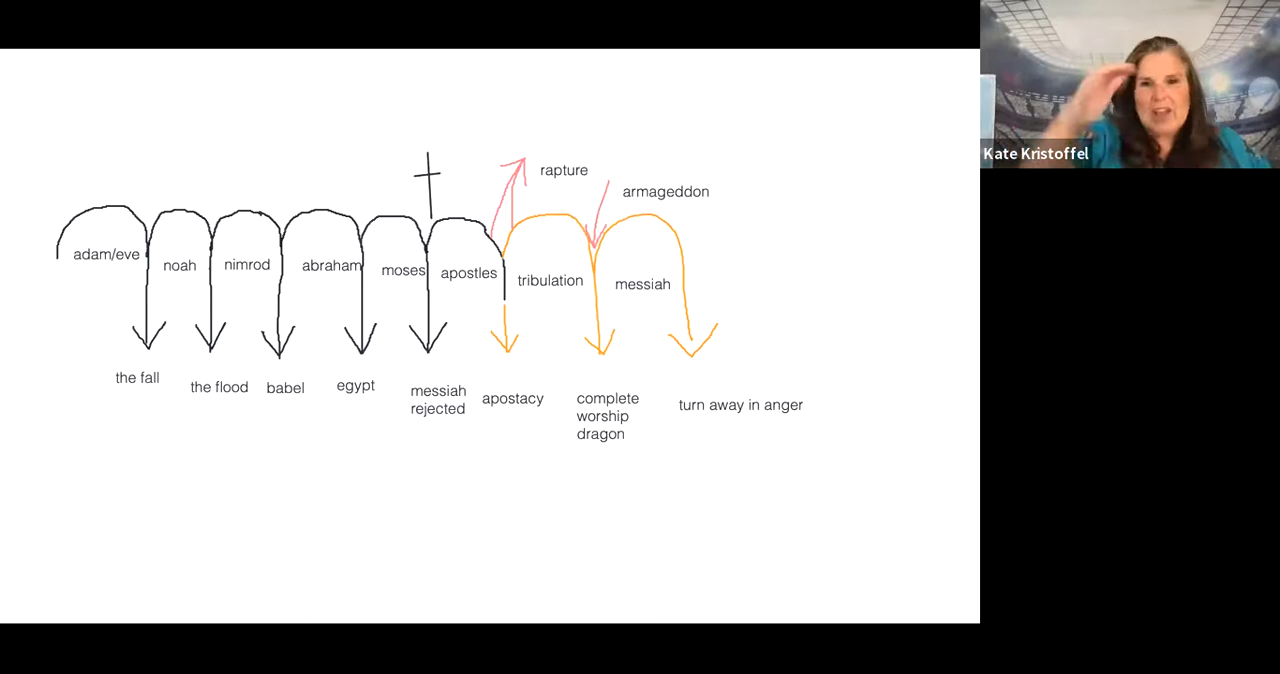 Kate Kristoffel
rapture
armageddon
adam/eve
noah
nimrod
abraham
moses
apostles
tribulation
messiah
the fall
the flood
babel
egypt
messiah
rejected
apostacy
complete
worship
dragon
turn away in anger